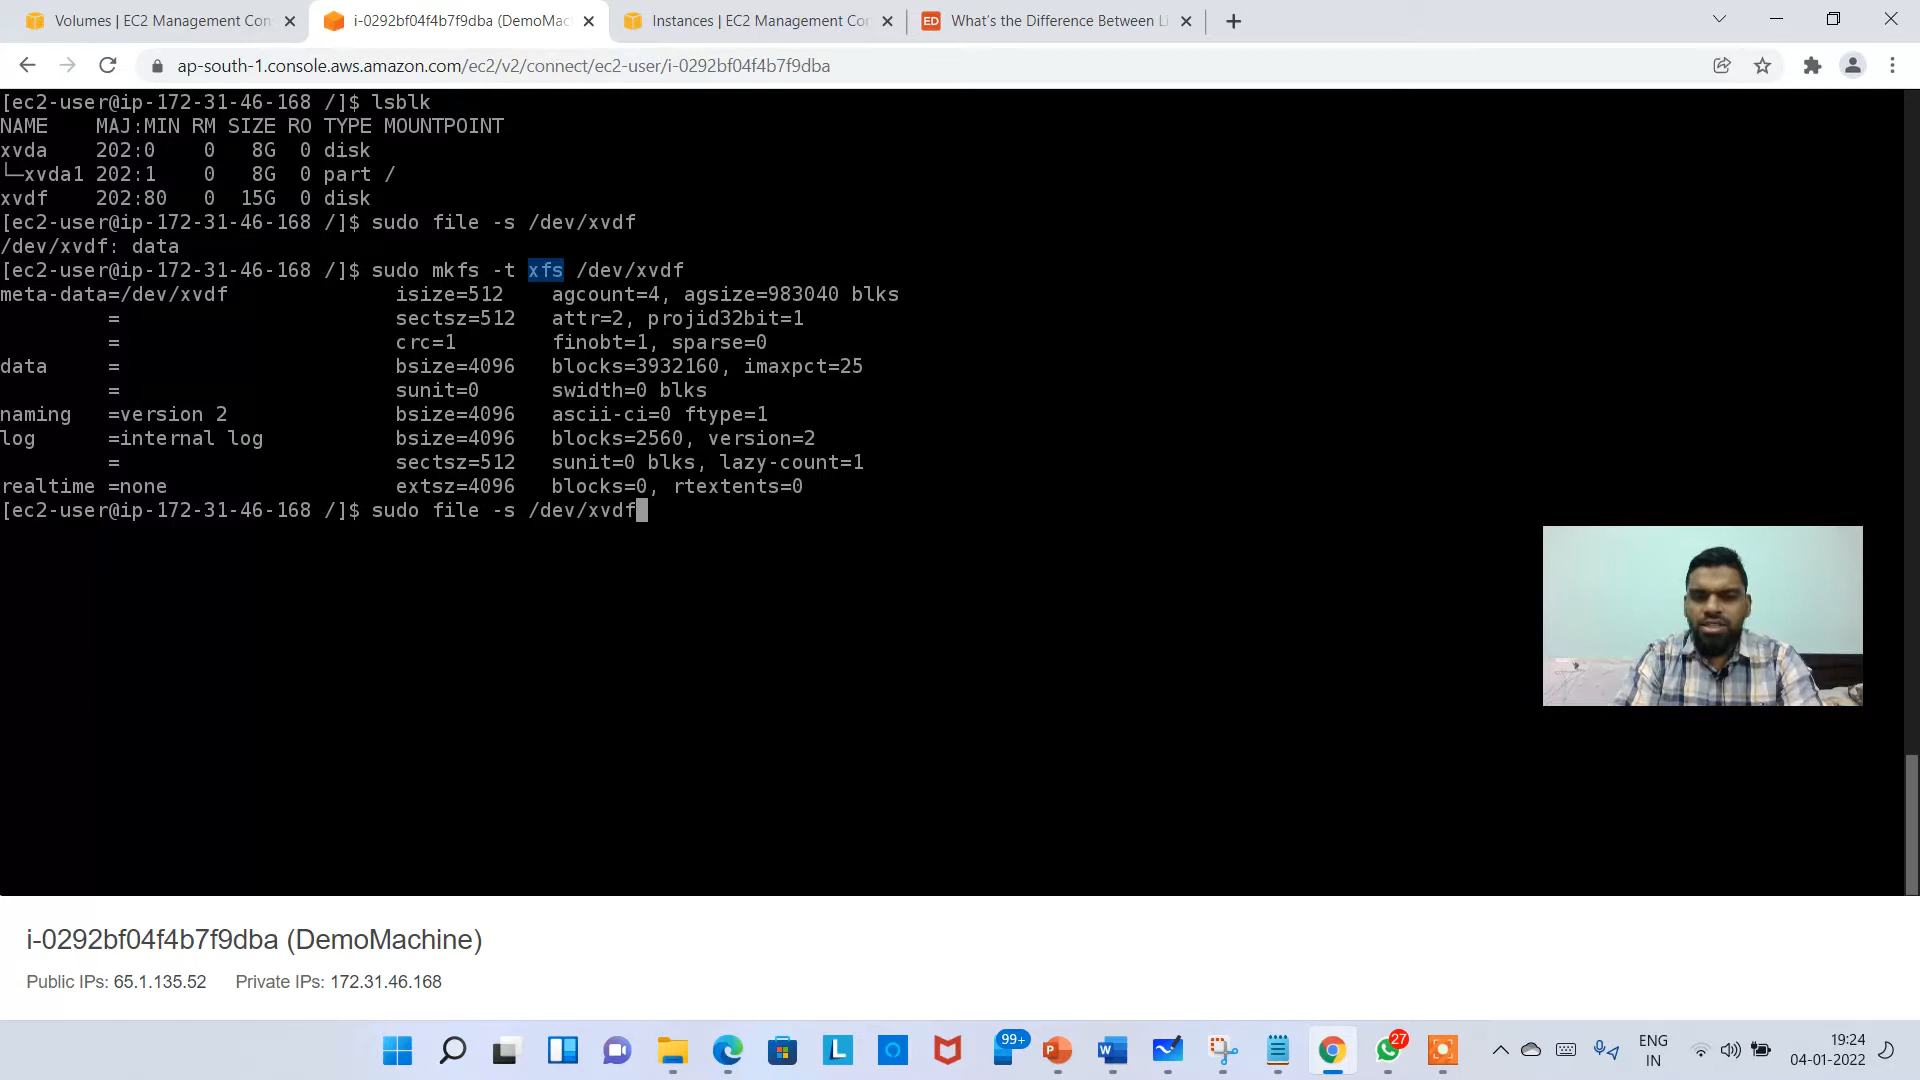 Volumes | EC2 Management Con
i-0292bf04f4b7f9dba (DemoMac
Instances | EC2 Management Co
ED What's the Difference Between L
ap-south-1.console.aws.amazon.com/ec2/v2/connect/ec2-user/i-0292bf04f4b7f9dba
[ec2-user@ip-172-31-46-168 /]$ lsblk
NAME    MAJ:MIN RM SIZE RO TYPE MOUNTPOINT
xvda    202:0    0   8G  0 disk
└─xvda1 202:1    0   8G  0 part /
xvdf    202:80   0  15G  0 disk
[ec2-user@ip-172-31-46-168 /]$ sudo file -s /dev/xvdf
/dev/xvdf: data
[ec2-user@ip-172-31-46-168 /]$ sudo mkfs -t xfs /dev/xvdf
meta-data=/dev/xvdf              isize=512    agcount=4, agsize=983040 blks
         =                       sectsz=512   attr=2, projid32bit=1
         =                       crc=1        finobt=1, sparse=0
data     =                       bsize=4096   blocks=3932160, imaxpct=25
         =                       sunit=0      swidth=0 blks
naming   =version 2              bsize=4096   ascii-ci=0 ftype=1
log      =internal log           bsize=4096   blocks=2560, version=2
         =                       sectsz=512   sunit=0 blks, lazy-count=1
realtime =none                   extsz=4096   blocks=0, rtextents=0
[ec2-user@ip-172-31-46-168 /]$ sudo file -s /dev/xvdf
i-0292bf04f4b7f9dba (DemoMachine)
Public IPs: 65.1.135.52 Private IPs: 172.31.46.168
99+
27
L
P
W
ENG
IN
19:24
04-01-2022